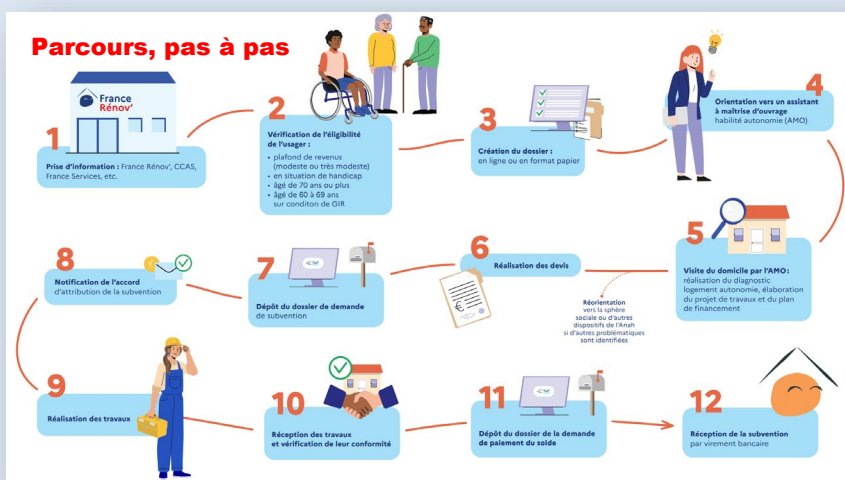 Parcours, pas à pas
France
Rénov'
1
Prise d'information : France Rénov', CCAS,
France Services, etc.
2
Vérification de l'éligibilité
de l'usager :
• plafond de revenus
(modeste ou très modeste)
• en situation de handicap
• âgé de 70 ans ou plus
• âgé de 60 à 69 ans
sur conditon de GIR
3
Création du dossier :
en ligne ou en format papier
4
Orientation vers un assistant
à maîtrise d'ouvrage
habilité autonomie (AMO)
5
Visite du domicile par l'AMO :
réalisation du diagnostic
logement autonomie, élaboration
du projet de travaux et du plan
de financement
Réorientation
vers la sphère
sociale ou d'autres
dispositifs de l'Anah
si d'autres problématiques
sont identifiées
6
Réalisation des devis
€
7
Dépôt du dossier de demande
de subvention
8
Notification de l'accord
d'attribution de la subvention
9
Réalisation des travaux
10
Réception des travaux
et vérification de leur conformité
11
Dépôt du dossier de la demande
de paiement du solde
12
Réception de la subvention
par virement bancaire